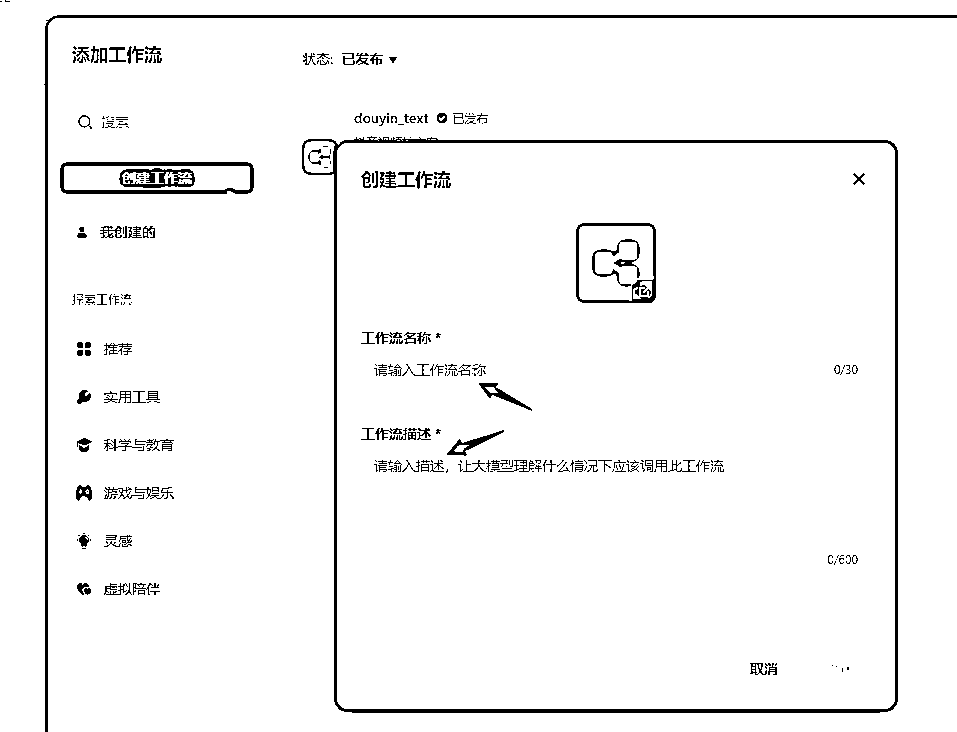 添加工作流
状态: 已发布
搜索
douyin_text 已发布
创建工作流
我创建的
探索工作流
推荐
实用工具
科学与教育
游戏与娱乐
灵感
虚拟陪伴
创建工作流
工作流名称 *
请输入工作流名称
0/30
工作流描述 *
请输入描述，让大模型理解什么情况下应该调用此工作流
0/600
取消